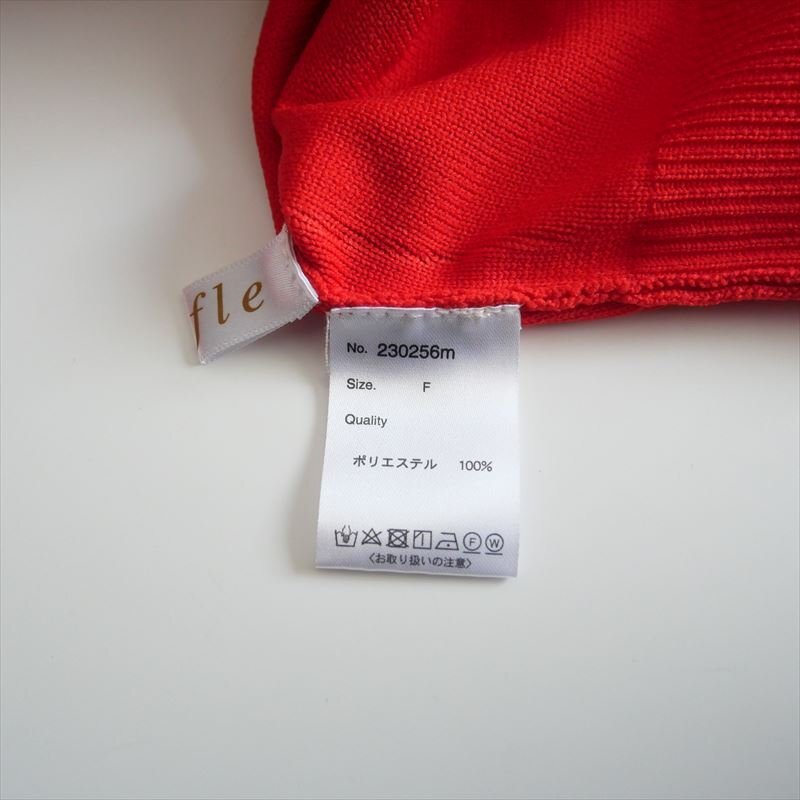 fle
No. 230256m
Size. F
Quality
ポリエステル 100%
F W
〈お取り扱いの注意〉